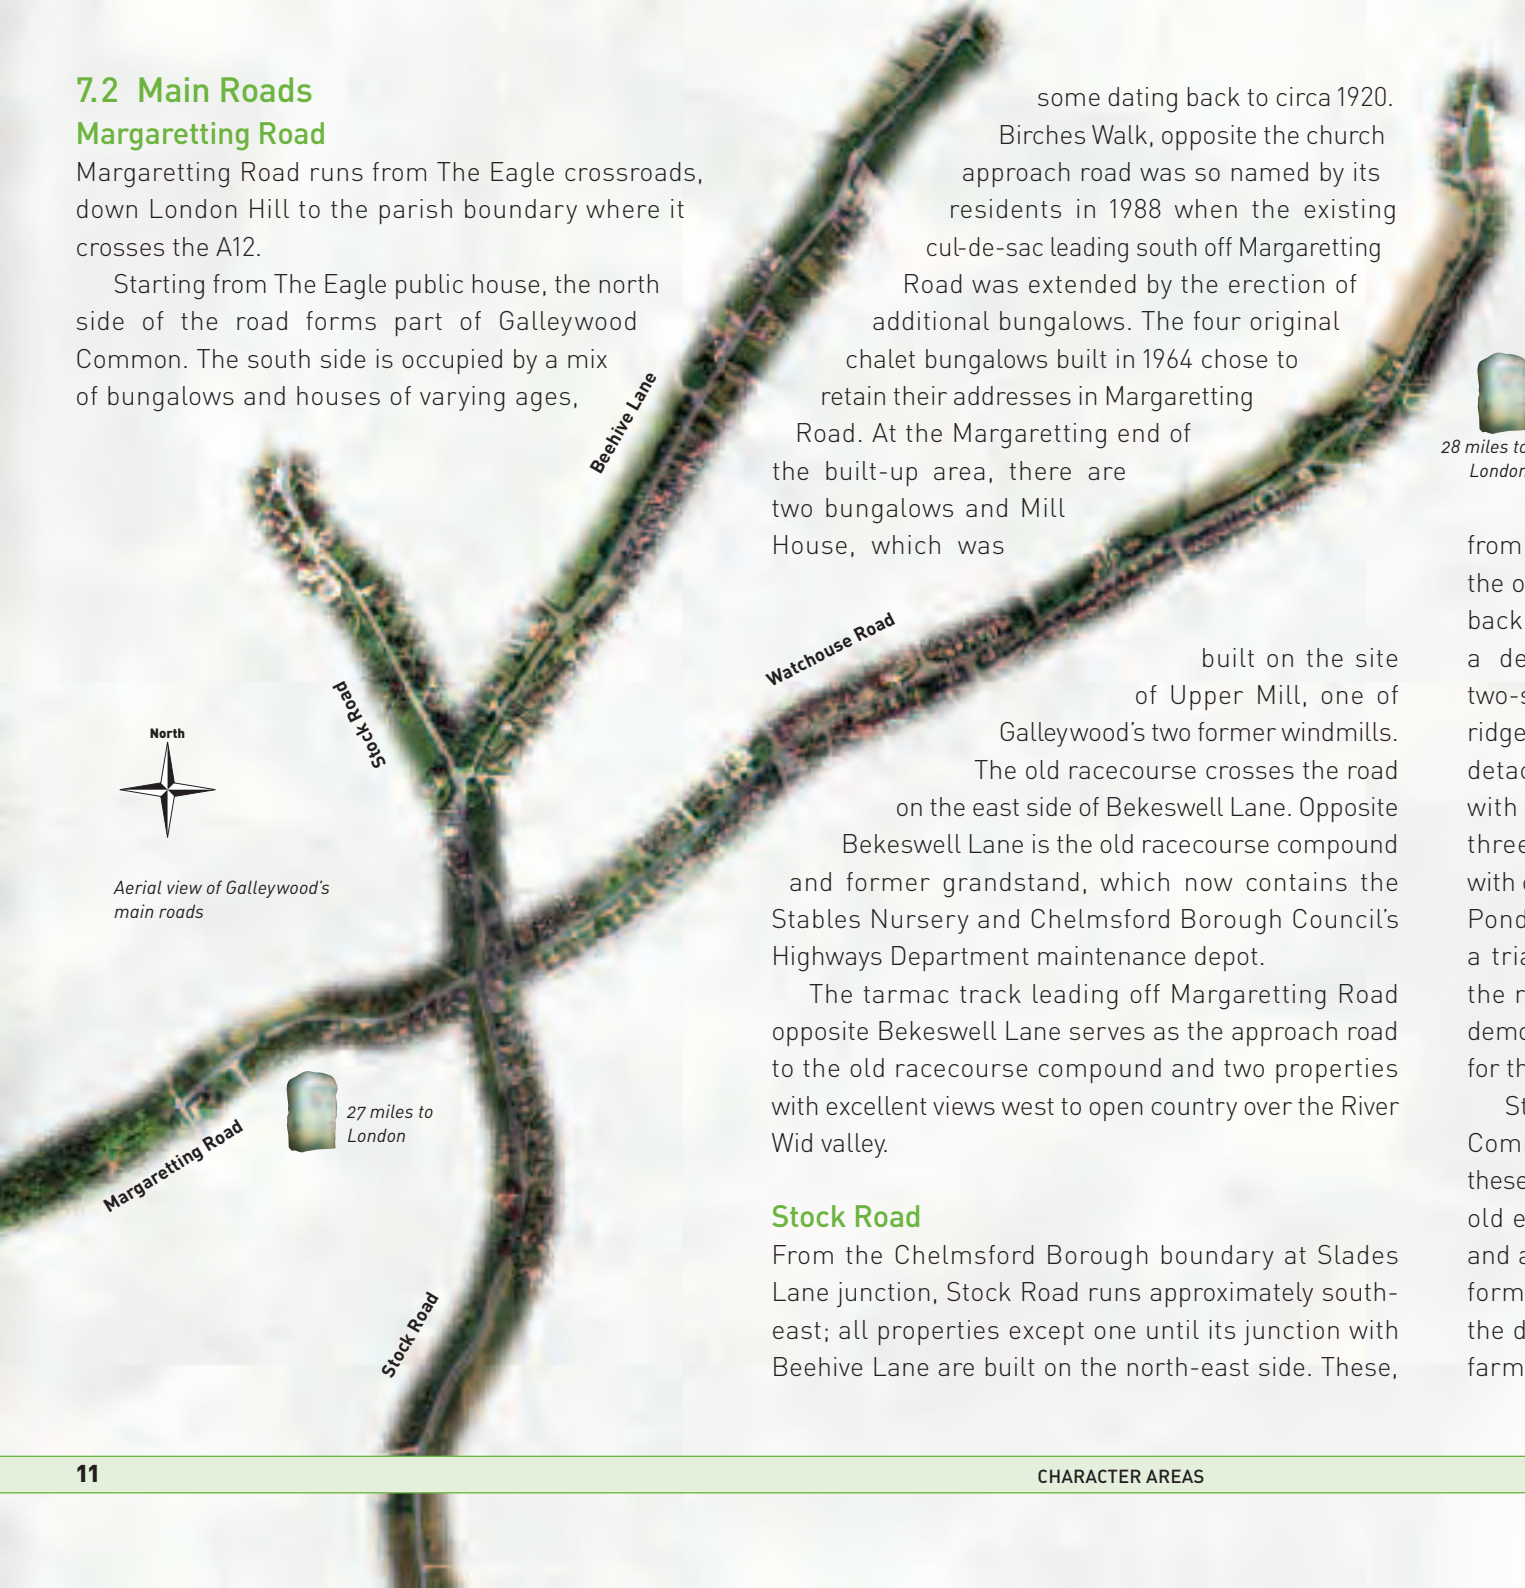 7.2 Main Roads
Margaretting Road
Margaretting Road runs from The Eagle crossroads,
down London Hill to the parish boundary where it
crosses the A12.
Starting from The Eagle public house, the north
side of the road forms part of Galleywood
Common. The south side is occupied by a mix
of bungalows and houses of varying ages,
some dating back to circa 1920.
Birches Walk, opposite the church
approach road was so named by its
residents in 1988 when the existing
cul-de-sac leading south off Margaretting
Road was extended by the erection of
additional bungalows. The four original
chalet bungalows built in 1964 chose to
retain their addresses in Margaretting
Road. At the Margaretting end of
the built-up area, there are
two bungalows and Mill
House, which was
built on the site
of Upper Mill, one of
Galleywood's two former windmills.
The old racecourse crosses the road
on the east side of Bekeswell Lane. Opposite
Bekeswell Lane is the old racecourse compound
and former grandstand, which now contains the
Stables Nursery and Chelmsford Borough Council's
Highways Department maintenance depot.
The tarmac track leading off Margaretting Road
opposite Bekeswell Lane serves as the approach road
to the old racecourse compound and two properties
with excellent views west to open country over the River
Wid valley.
Stock Road
From the Chelmsford Borough boundary at Slades
Lane junction, Stock Road runs approximately south-
east; all properties except one until its junction with
Beehive Lane are built on the north-east side. These,
Beehive Lane
Watchouse Road
Stock Road
North
Aerial view of Galleywood's
main roads
27 miles to
London
Margaretting Road
Stock Road
28 miles to
London
from
the
back
a
ridge
with
three
with
Pond
a
the
for
these
old
and
the
farm
11
CHARACTER AREAS